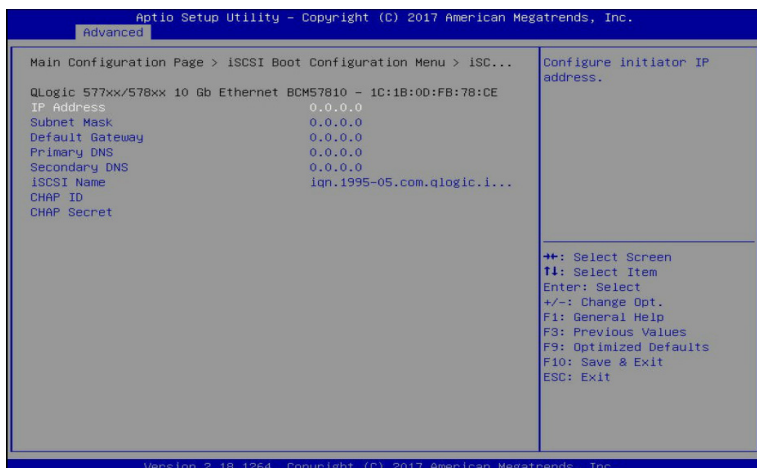 Aptio Setup Utility – Copyright (C) 2017 American Megatrends, Inc.
Advanced
Main Configuration Page > iSCSI Boot Configuration Menu > iSC...
Configure initiator IP
address.
QLogic 577xx/578xx 10 Gb Ethernet BCM57810 – 1C:1B:0D:FB:78:CE
IP Address 0.0.0.0
Subnet Mask 0.0.0.0
Default Gateway 0.0.0.0
Primary DNS 0.0.0.0
Secondary DNS 0.0.0.0
iSCSI Name iqn.1995-05.com.qlogic.i...
CHAP ID
CHAP Secret
→←: Select Screen
↑↓: Select Item
Enter: Select
+/-: Change Opt.
F1: General Help
F3: Previous Values
F9: Optimized Defaults
F10: Save & Exit
ESC: Exit
Version 2.18.1264. Copyright (C) 2017 American Megatrends, Inc.